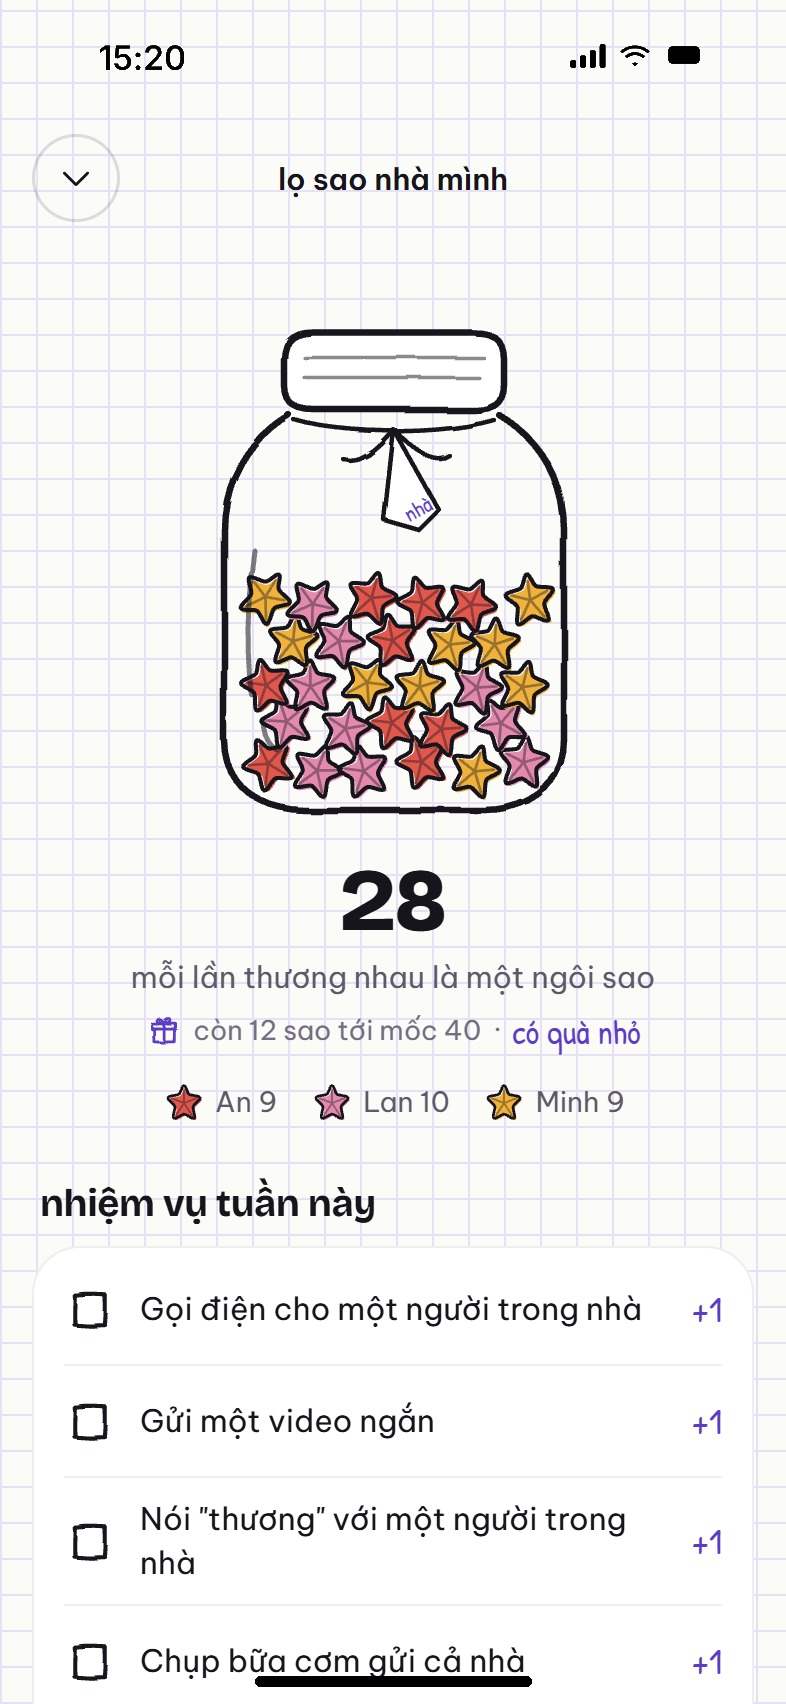 15:20
lọ sao nhà mình
nhà
28
mỗi lần thương nhau là một ngôi sao
còn 12 sao tới mốc 40 · có quà nhỏ
An 9 Lan 10 Minh 9
nhiệm vụ tuần này
Gọi điện cho một người trong nhà +1
Gửi một video ngắn +1
Nói "thương" với một người trong
nhà +1
Chụp bữa cơm gửi cả nhà +1